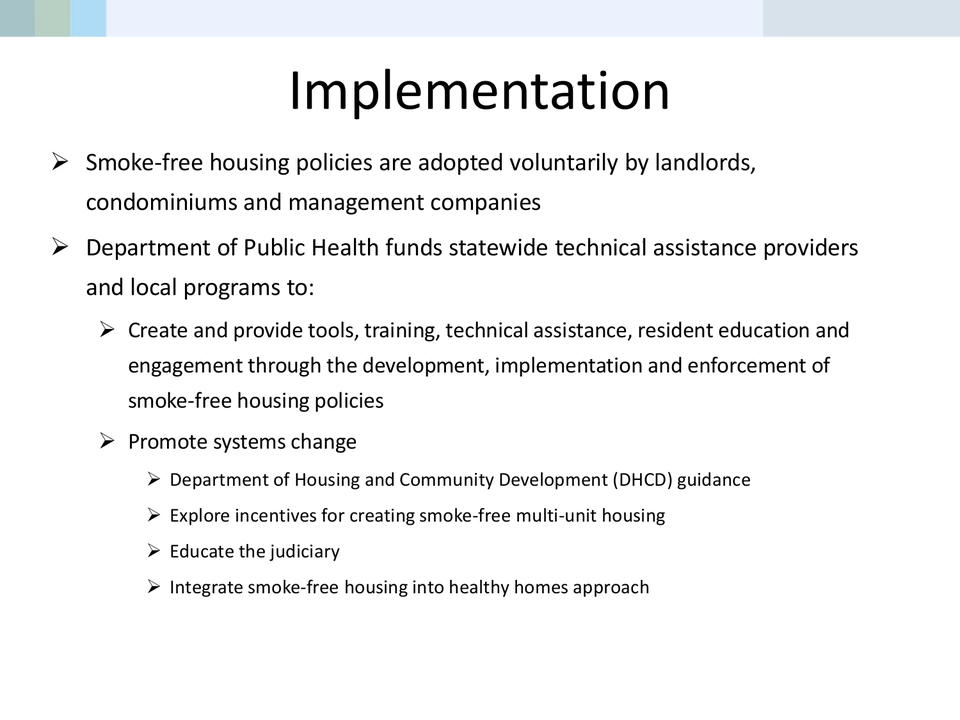 Implementation
➢ Smoke-free housing policies are adopted voluntarily by landlords,
condominiums and management companies
➢ Department of Public Health funds statewide technical assistance providers
and local programs to:
➢ Create and provide tools, training, technical assistance, resident education and
engagement through the development, implementation and enforcement of
smoke-free housing policies
➢ Promote systems change
➢ Department of Housing and Community Development (DHCD) guidance
➢ Explore incentives for creating smoke-free multi-unit housing
➢ Educate the judiciary
➢ Integrate smoke-free housing into healthy homes approach